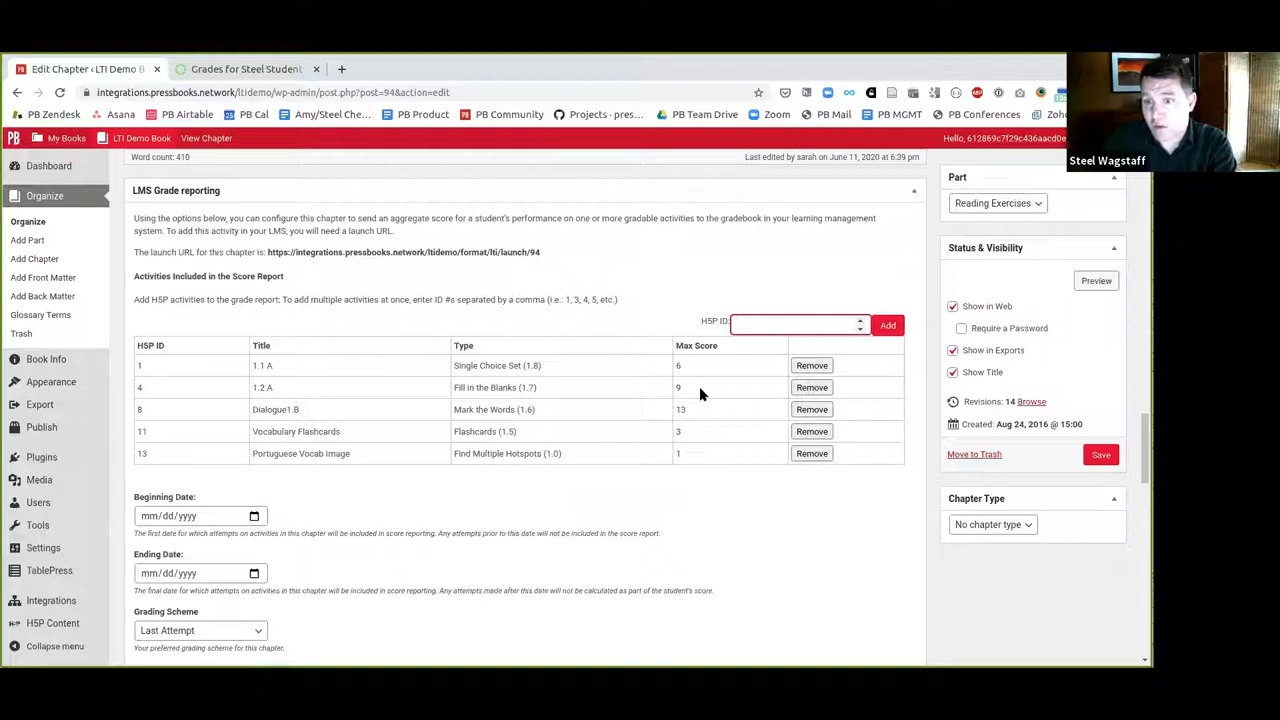 Edit Chapter ‹ LTI Demo B
Grades for Steel Student
integrations.pressbooks.network/ltidemo/wp-admin/post.php?post=94&action=edit
PB Zendesk Asana PB Airtable PB Cal Amy/Steel Che... PB Product PB Community Projects · pres... PB Team Drive Zoom PB Mail PB MGMT PB Conferences Zoho
PB My Books LTI Demo Book View Chapter Hello, 612869c7f29c436aacd0e
Steel Wagstaff
Dashboard
Organize
Organize
Add Part
Add Chapter
Add Front Matter
Add Back Matter
Glossary Terms
Trash
Book Info
Appearance
Export
Publish
Plugins
Media
Users
Tools
Settings
TablePress
Integrations
H5P Content
Collapse menu
Word count: 410 Last edited by sarah on June 11, 2020 at 6:39 pm
LMS Grade reporting
Using the options below, you can configure this chapter to send an aggregate score for a student's performance on one or more gradable activities to the gradebook in your learning management
system. To add this activity in your LMS, you will need a launch URL.
The launch URL for this chapter is: https://integrations.pressbooks.network/ltidemo/format/lti/launch/94
Activities Included in the Score Report
Add H5P activities to the grade report: To add multiple activities at once, enter ID #s separated by a comma (i.e.: 1, 3, 4, 5, etc.)
H5P ID: Add
H5P ID Title Type Max Score
1 1.1 A Single Choice Set (1.8) 6 Remove
4 1.2 A Fill in the Blanks (1.7) 9 Remove
8 Dialogue1.B Mark the Words (1.6) 13 Remove
11 Vocabulary Flashcards Flashcards (1.5) 3 Remove
13 Portuguese Vocab Image Find Multiple Hotspots (1.0) 1 Remove
Beginning Date:
mm/dd/yyyy
The first date for which attempts on activities in this chapter will be included in score reporting. Any attempts prior to this date will not be included in the score report.
Ending Date:
mm/dd/yyyy
The final date for which attempts on activities in this chapter will be included in score reporting. Any attempts made after this date will not be calculated as part of the student's score.
Grading Scheme
Last Attempt
Your preferred grading scheme for this chapter.
Part
Reading Exercises
Status & Visibility
Preview
Show in Web
Require a Password
Show in Exports
Show Title
Revisions: 14 Browse
Created: Aug 24, 2016 @ 15:00
Move to Trash Save
Chapter Type
No chapter type